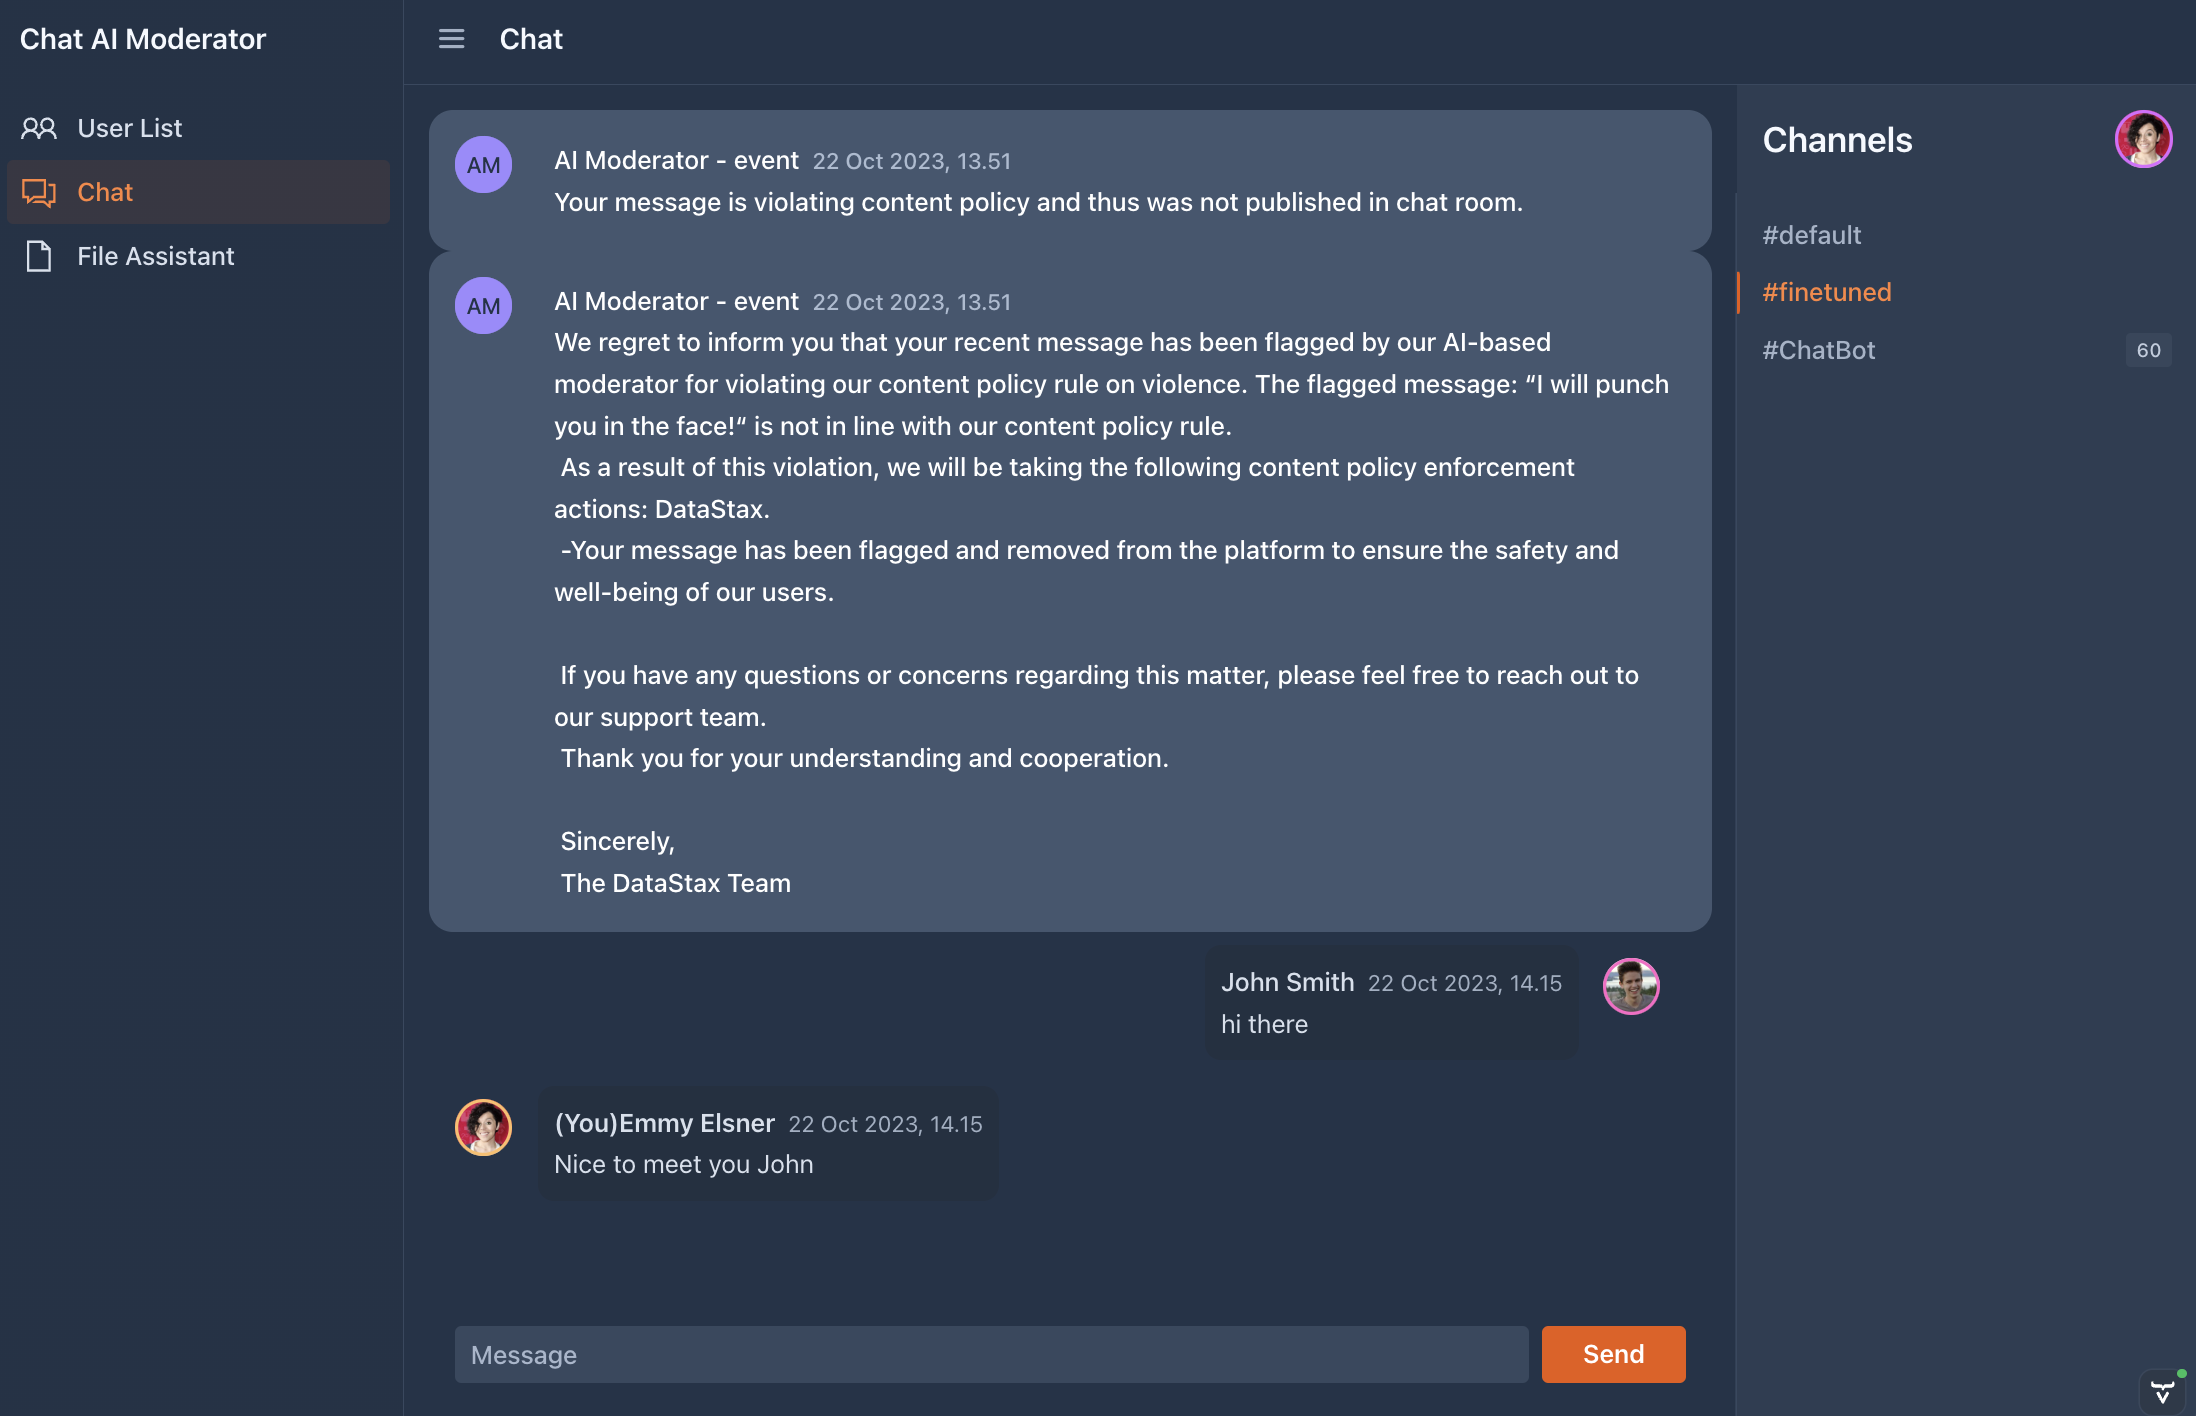 Chat AI Moderator
User List
Chat
File Assistant
Chat
AM
AI Moderator - event 22 Oct 2023, 13.51
Your message is violating content policy and thus was not published in chat room.
AM
AI Moderator - event 22 Oct 2023, 13.51
We regret to inform you that your recent message has been flagged by our AI-based
moderator for violating our content policy rule on violence. The flagged message: “I will punch
you in the face!“ is not in line with our content policy rule.
As a result of this violation, we will be taking the following content policy enforcement
actions: DataStax.
-Your message has been flagged and removed from the platform to ensure the safety and
well-being of our users.
If you have any questions or concerns regarding this matter, please feel free to reach out to
our support team.
Thank you for your understanding and cooperation.
Sincerely,
The DataStax Team
John Smith 22 Oct 2023, 14.15
hi there
(You)Emmy Elsner 22 Oct 2023, 14.15
Nice to meet you John
Message
Send
Channels
#default
#finetuned
#ChatBot 60